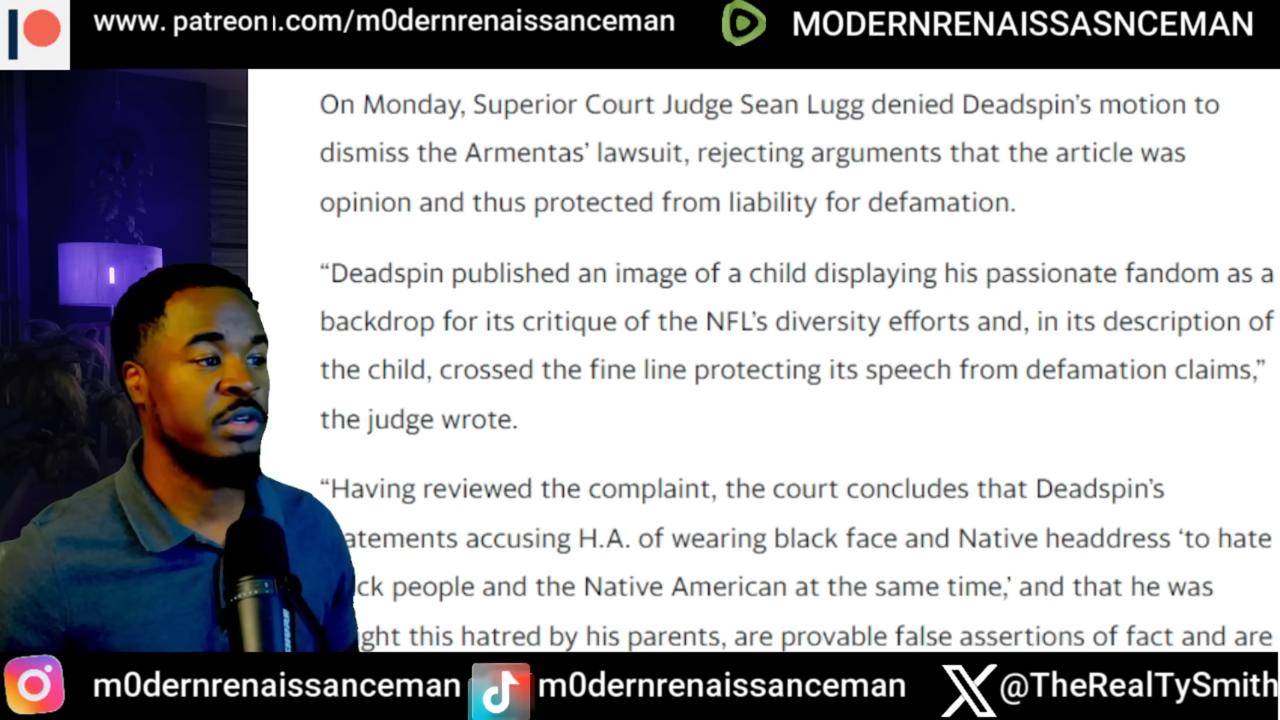 www. patreon.com/m0dernrenaissanceman
MODERNRENAISSASNCEMAN
On Monday, Superior Court Judge Sean Lugg denied Deadspin's motion to
dismiss the Armentas' lawsuit, rejecting arguments that the article was
opinion and thus protected from liability for defamation.
“Deadspin published an image of a child displaying his passionate fandom as a
backdrop for its critique of the NFL's diversity efforts and, in its description of
the child, crossed the fine line protecting its speech from defamation claims,”
the judge wrote.
“Having reviewed the complaint, the court concludes that Deadspin's
atements accusing H.A. of wearing black face and Native headdress ‘to hate
ck people and the Native American at the same time,’ and that he was
ght this hatred by his parents, are provable false assertions of fact and are
m0dernrenaissanceman
m0dernrenaissanceman
@TheRealTySmith